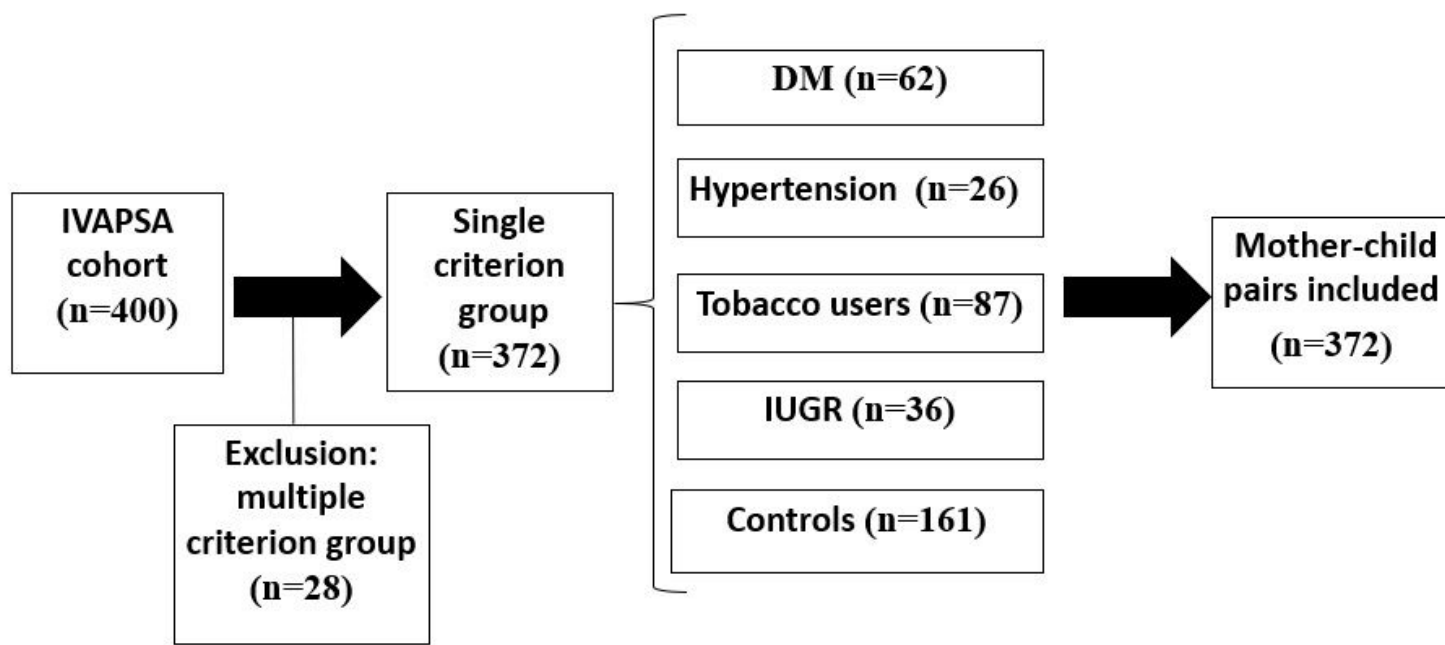 IVAPSA
cohort
(n=400)
Exclusion:
multiple
criterion group
(n=28)
Single
criterion
group
(n=372)
DM (n=62)
Hypertension (n=26)
Tobacco users (n=87)
IUGR (n=36)
Controls (n=161)
Mother-child
pairs included
(n=372)